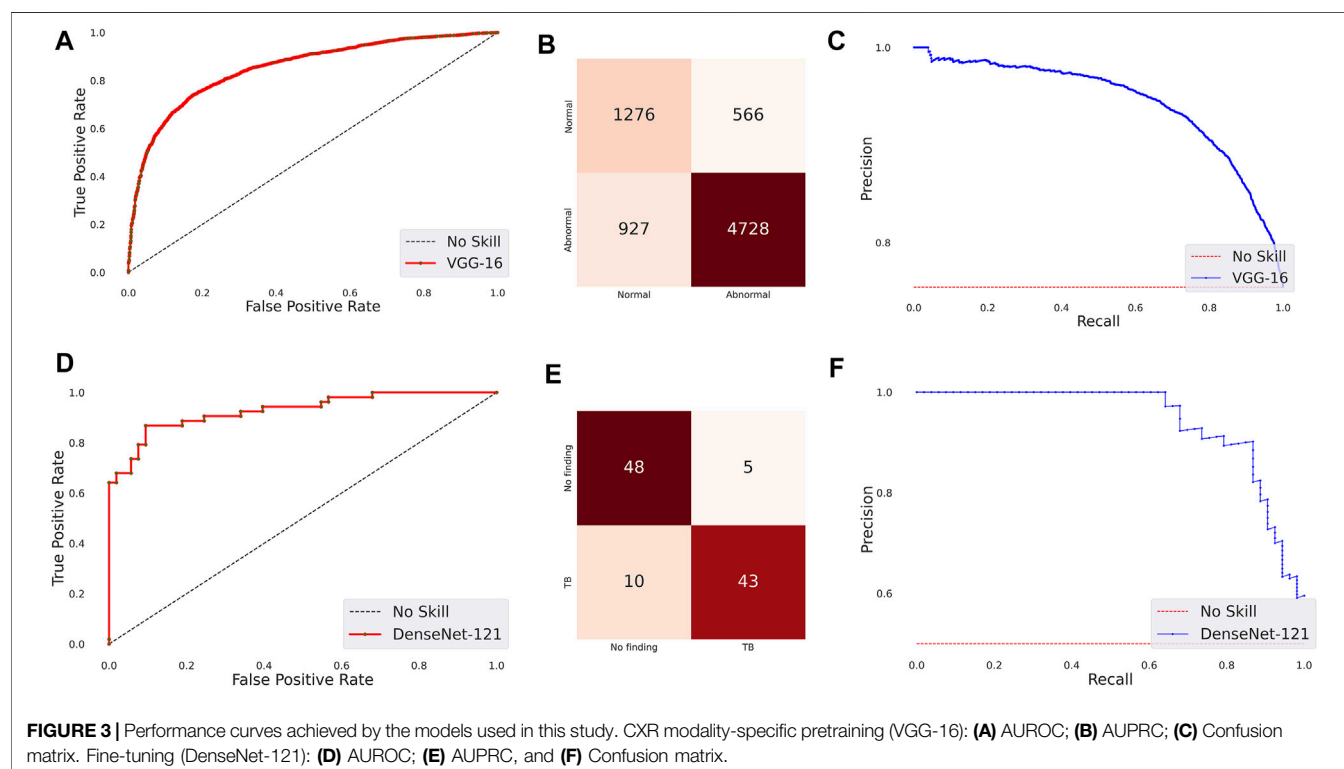 A
1.0
0.8
0.6
0.4
0.2
0.0
True Positive Rate
0.0 0.2 0.4 0.6 0.8 1.0
False Positive Rate
No Skill
VGG-16
B
Normal
Abnormal
1276 566
927 4728
Normal Abnormal
C
1.0
0.8
Precision
0.0 0.2 0.4 0.6 0.8 1.0
Recall
No Skill
VGG-16
D
1.0
0.8
0.6
0.4
0.2
0.0
True Positive Rate
0.0 0.2 0.4 0.6 0.8 1.0
False Positive Rate
No Skill
DenseNet-121
E
No finding
TB
48 5
10 43
No finding TB
F
1.0
0.8
0.6
Precision
0.0 0.2 0.4 0.6 0.8 1.0
Recall
No Skill
DenseNet-121
FIGURE 3 | Performance curves achieved by the models used in this study. CXR modality-specific pretraining (VGG-16): (A) AUROC; (B) AUPRC; (C) Confusion
matrix. Fine-tuning (DenseNet-121): (D) AUROC; (E) AUPRC, and (F) Confusion matrix.